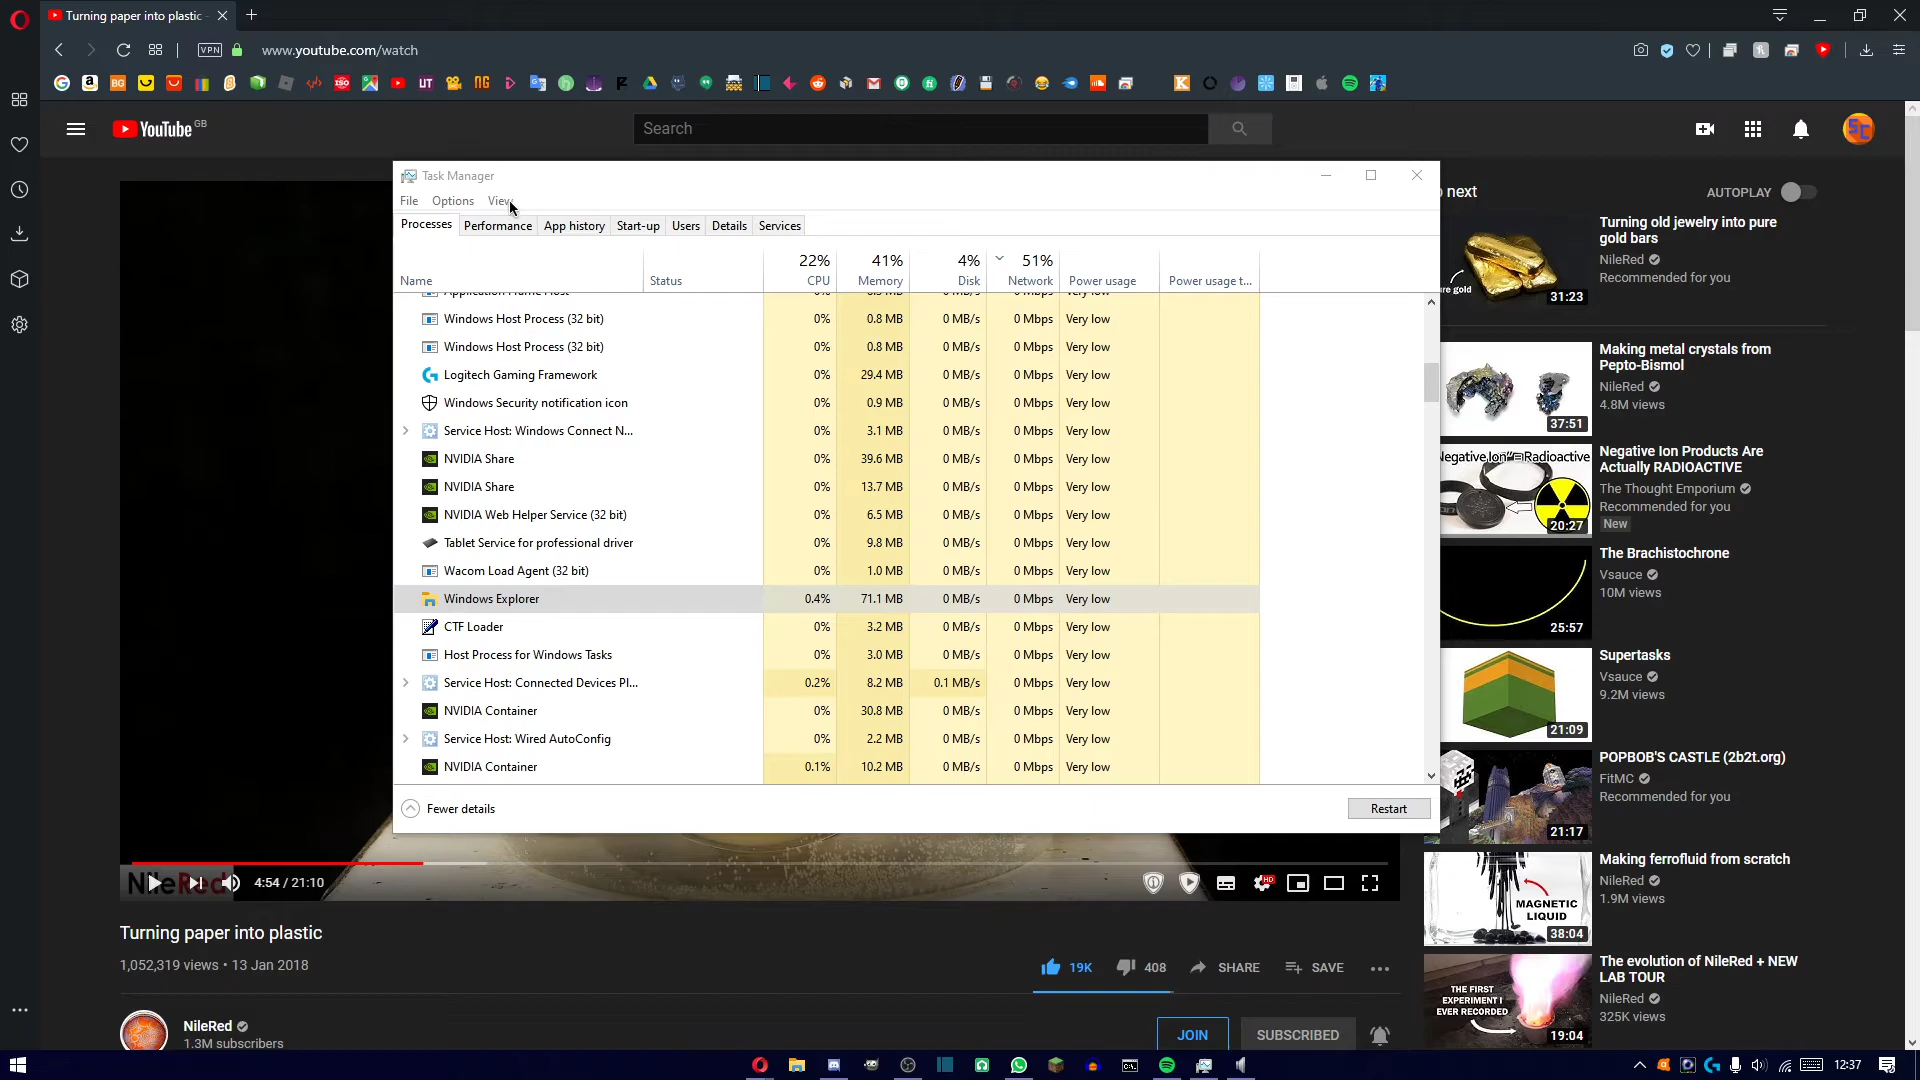 Turning paper into plastic -
VPN
www.youtube.com/watch
YouTube GB
Search
Task Manager
File Options View
Processes Performance App history Start-up Users Details Services
22% 41% 4% 51%
Name Status CPU Memory Disk Network Power usage Power usage t...
Application Frame Host 0% MB 0 MB/s 0 Mbps Very low
Windows Host Process (32 bit) 0% 0.8 MB 0 MB/s 0 Mbps Very low
Windows Host Process (32 bit) 0% 0.8 MB 0 MB/s 0 Mbps Very low
Logitech Gaming Framework 0% 29.4 MB 0 MB/s 0 Mbps Very low
Windows Security notification icon 0% 0.9 MB 0 MB/s 0 Mbps Very low
Service Host: Windows Connect N... 0% 3.1 MB 0 MB/s 0 Mbps Very low
NVIDIA Share 0% 39.6 MB 0 MB/s 0 Mbps Very low
NVIDIA Share 0% 13.7 MB 0 MB/s 0 Mbps Very low
NVIDIA Web Helper Service (32 bit) 0% 6.5 MB 0 MB/s 0 Mbps Very low
Tablet Service for professional driver 0% 9.8 MB 0 MB/s 0 Mbps Very low
Wacom Load Agent (32 bit) 0% 1.0 MB 0 MB/s 0 Mbps Very low
Windows Explorer 0.4% 71.1 MB 0 MB/s 0 Mbps Very low
CTF Loader 0% 3.2 MB 0 MB/s 0 Mbps Very low
Host Process for Windows Tasks 0% 3.0 MB 0 MB/s 0 Mbps Very low
Service Host: Connected Devices Pl... 0.2% 8.2 MB 0.1 MB/s 0 Mbps Very low
NVIDIA Container 0% 30.8 MB 0 MB/s 0 Mbps Very low
Service Host: Wired AutoConfig 0% 2.2 MB 0 MB/s 0 Mbps Very low
NVIDIA Container 0.1% 10.2 MB 0 MB/s 0 Mbps Very low
Fewer details
Restart
NileRed
4:54 / 21:10
HD
Turning paper into plastic
1,052,319 views • 13 Jan 2018
19K 408 SHARE SAVE
NileRed
1.3M subscribers
JOIN SUBSCRIBED
next
AUTOPLAY
gold
31:23
Turning old jewelry into pure
gold bars
NileRed
Recommended for you
37:51
Making metal crystals from
Pepto-Bismol
NileRed
4.8M views
Negative Ion = Radioactive
20:27
Negative Ion Products Are
Actually RADIOACTIVE
The Thought Emporium
Recommended for you
New
25:57
The Brachistochrone
Vsauce
10M views
21:09
Supertasks
Vsauce
9.2M views
21:17
POPBOB'S CASTLE (2b2t.org)
FitMC
Recommended for you
MAGNETIC
LIQUID
38:04
Making ferrofluid from scratch
NileRed
1.9M views
THE FIRST
EXPERIMENT I
EVER RECORDED
19:04
The evolution of NileRed + NEW
LAB TOUR
NileRed
325K views
12:37